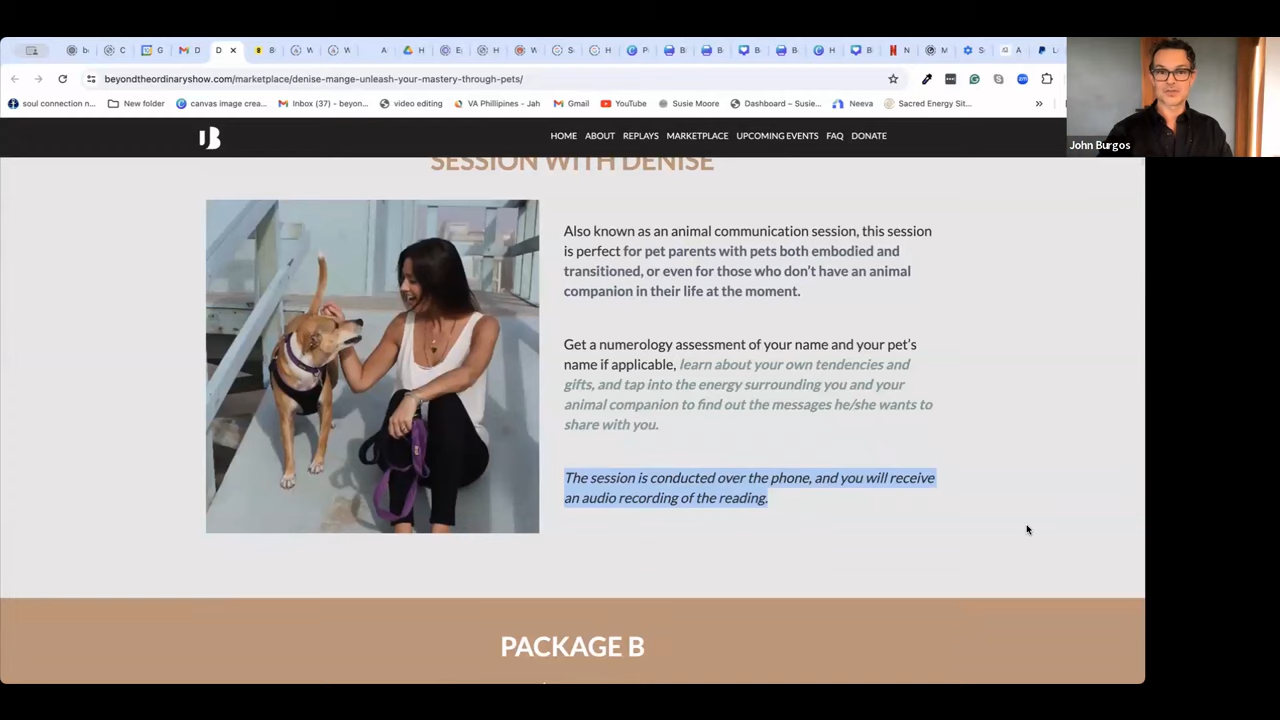 D
8
beyondtheordinaryshow.com/marketplace/denise-mange-unleash-your-mastery-through-pets/
soul connection n...
New folder
canvas image crea...
Inbox (37) – beyon...
video editing
VA Phillipines - Jah
Gmail
YouTube
Susie Moore
Dashboard – Susie...
Neeva
Sacred Energy Sit...
»
John Burgos
HOME
ABOUT
REPLAYS
MARKETPLACE
UPCOMING EVENTS
FAQ
DONATE
SESSION WITH DENISE
Also known as an animal communication session, this session
is perfect for pet parents with pets both embodied and
transitioned, or even for those who don’t have an animal
companion in their life at the moment.
Get a numerology assessment of your name and your pet’s
name if applicable, learn about your own tendencies and
gifts, and tap into the energy surrounding you and your
animal companion to find out the messages he/she wants to
share with you.
The session is conducted over the phone, and you will receive
an audio recording of the reading.
PACKAGE B